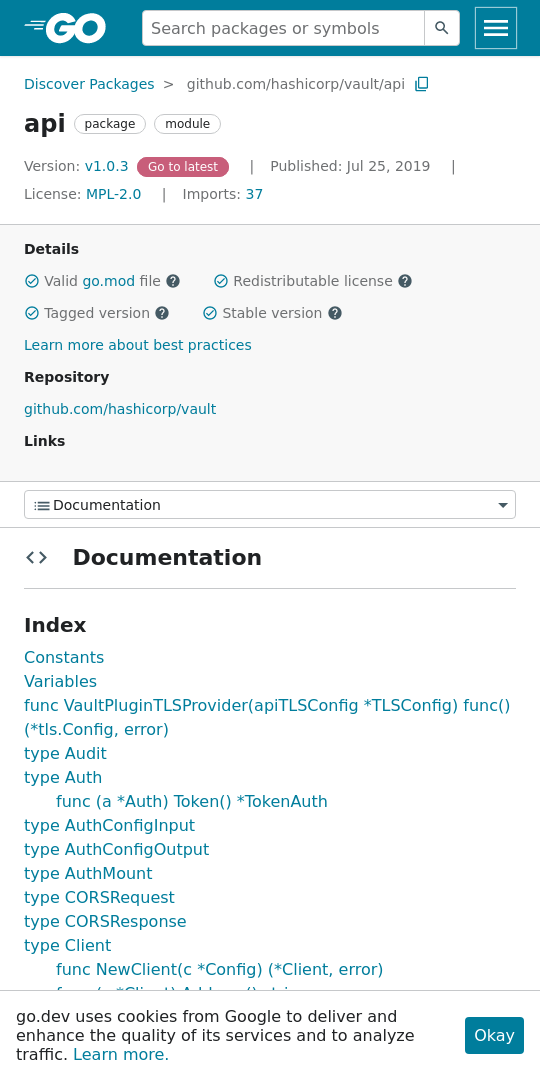 GO
Search packages or symbols
Discover Packages > github.com/hashicorp/vault/api
api package module
Version: v1.0.3 Go to latest | Published: Jul 25, 2019 |
License: MPL-2.0 | Imports: 37
Details
Valid go.mod file ? Redistributable license ?
Tagged version ? Stable version ?
Learn more about best practices
Repository
github.com/hashicorp/vault
Links
Documentation
Documentation
Index
Constants
Variables
func VaultPluginTLSProvider(apiTLSConfig *TLSConfig) func()
(*tls.Config, error)
type Audit
type Auth
func (a *Auth) Token() *TokenAuth
type AuthConfigInput
type AuthConfigOutput
type AuthMount
type CORSRequest
type CORSResponse
type Client
func NewClient(c *Config) (*Client, error)
go.dev uses cookies from Google to deliver and
enhance the quality of its services and to analyze
traffic. Learn more.
Okay